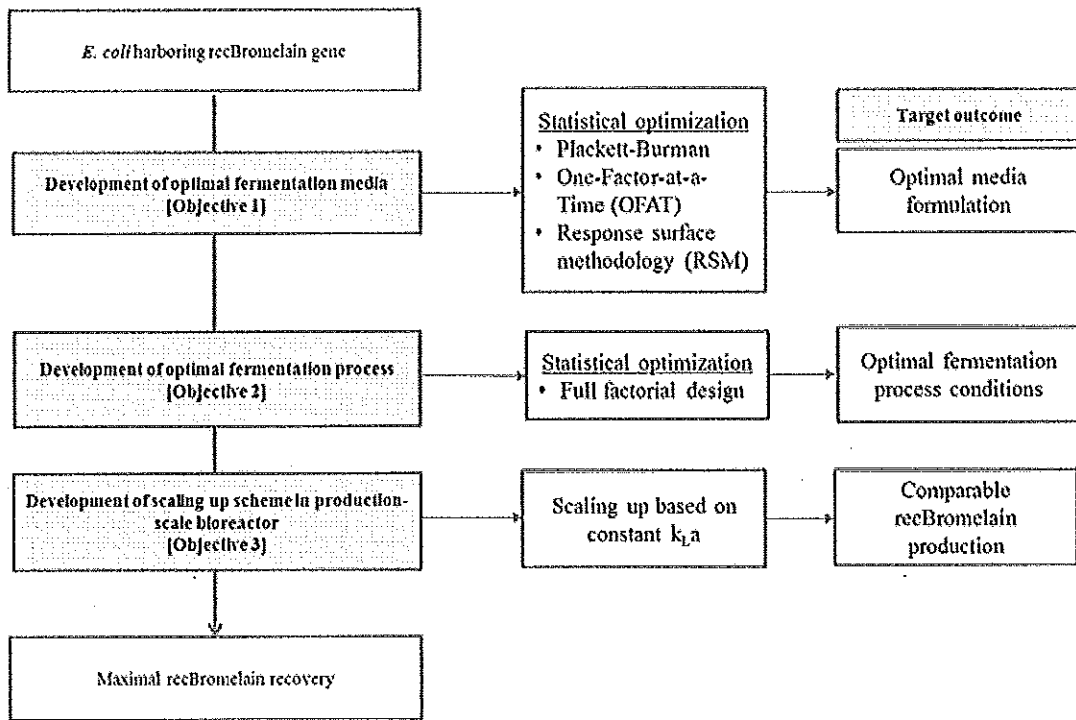 E. coli harboring recBromelain gene
Development of optimal fermentation media
[Objective 1]
Statistical optimization
• Plackett-Burman
• One-Factor-at-a-
Time (OFAT)
• Response surface
methodology (RSM)
Target outcome
Optimal media
formulation
Development of optimal fermentation process
[Objective 2]
Statistical optimization
• Full factorial design
Optimal fermentation
process conditions
Development of scaling up scheme in production-
scale bioreactor
[Objective 3]
Scaling up based on
constant kLa
Comparable
recBromelain
production
Maximal recBromelain recovery